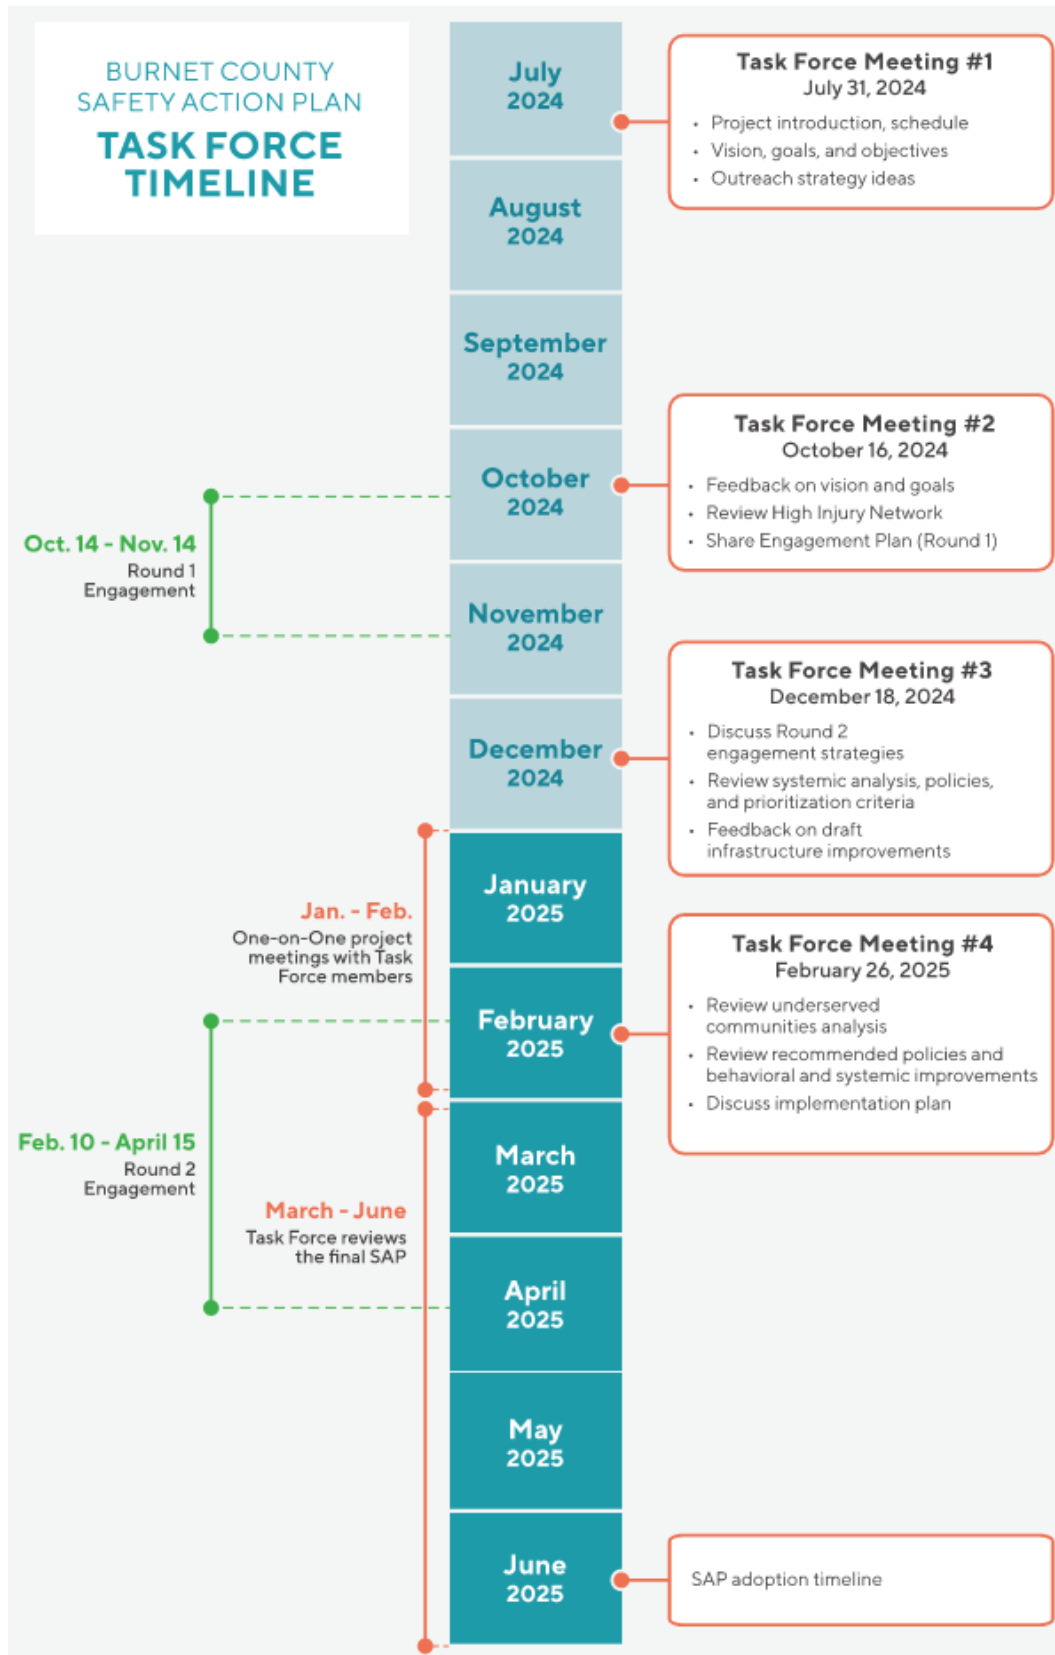 BURNET COUNTY
SAFETY ACTION PLAN
TASK FORCE
TIMELINE
July
2024
Task Force Meeting #1
July 31, 2024
• Project introduction, schedule
• Vision, goals, and objectives
• Outreach strategy ideas
August
2024
September
2024
October
2024
Task Force Meeting #2
October 16, 2024
• Feedback on vision and goals
• Review High Injury Network
• Share Engagement Plan (Round 1)
Oct. 14 - Nov. 14
Round 1
Engagement
November
2024
December
2024
Task Force Meeting #3
December 18, 2024
• Discuss Round 2
engagement strategies
• Review systemic analysis, policies,
and prioritization criteria
• Feedback on draft
infrastructure improvements
January
2025
Jan. - Feb.
One-on-One project
meetings with Task
Force members
February
2025
Task Force Meeting #4
February 26, 2025
• Review underserved
communities analysis
• Review recommended policies and
behavioral and systemic improvements
• Discuss implementation plan
Feb. 10 - April 15
Round 2
Engagement
March
2025
March - June
Task Force reviews
the final SAP
April
2025
May
2025
June
2025
SAP adoption timeline